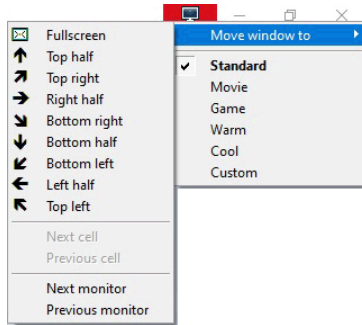 Move window to
Standard
Movie
Game
Warm
Cool
Custom
Fullscreen
Top half
Top right
Right half
Bottom right
Bottom half
Bottom left
Left half
Top left
Next cell
Previous cell
Next monitor
Previous monitor